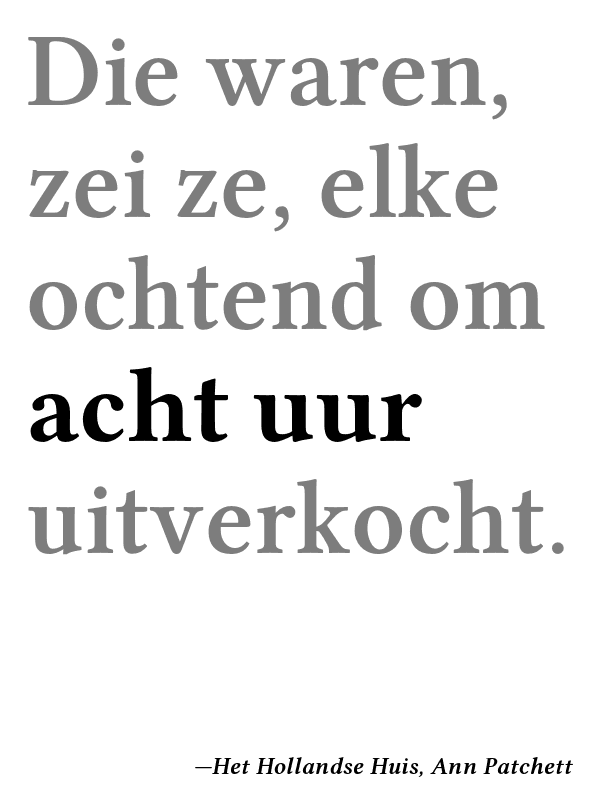 Die waren,
zei ze, elke
ochtend om
acht uur
uitverkocht.
—Het Hollandse Huis, Ann Patchett